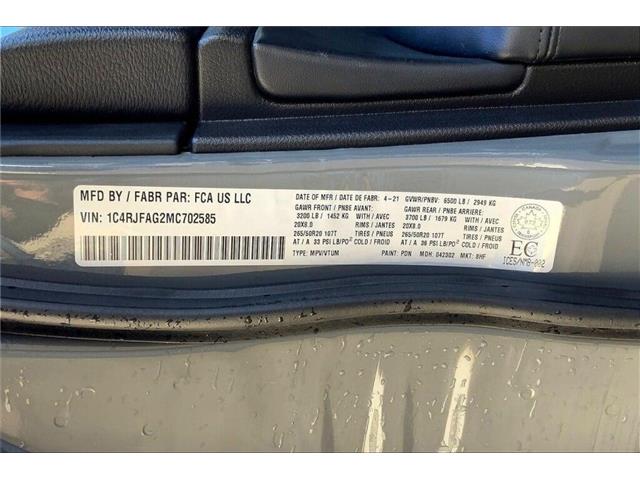 MFD BY / FABR PAR: FCA US LLC
VIN: 1C4RJFAG2MC702585
DATE OF MFR / DATE DE FABR: 4-21 GVWR/PNBV: 6500 LB / 2949 KG
GAWR FRONT / PNBE AVANT GAWR REAR / PNBE ARRIERE
3200 LB / 1452 KG 3700 LB / 1679 KG
20X8.0 RIMS / JANTES 20X8.0 RIMS / JANTES
265/50R20 107T TIRES / PNEUS 265/50R20 107T TIRES / PNEUS
AT / A 33 PSI LB/PO² COLD / FROID AT / A 36 PSI LB/PO² COLD / FROID
TYPE: MPV/VTUM PAINT: PDN MDH: 042302 MKT: BHF
CANADA
EC
ICES/NMB-002